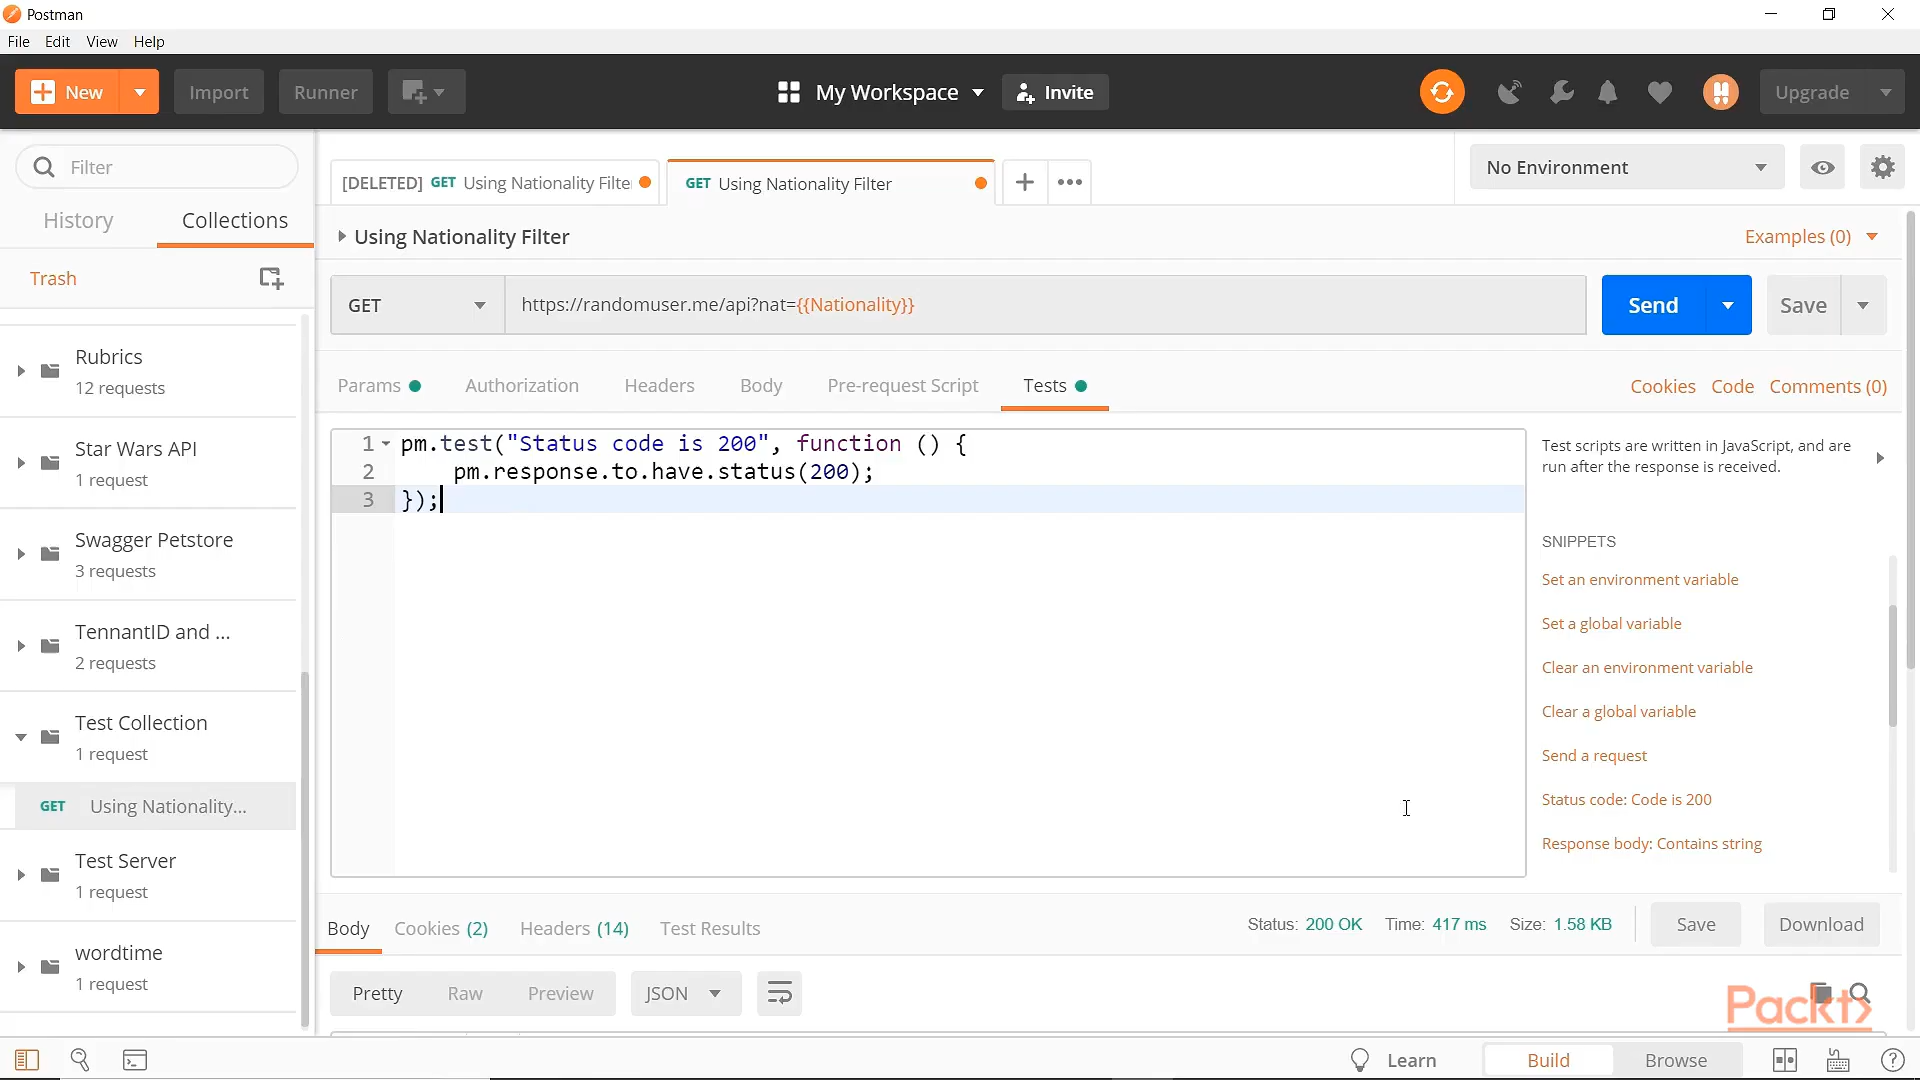 Postman
File Edit View Help
New Import Runner My Workspace Invite Upgrade
Filter
History Collections
Trash
Rubrics
12 requests
Star Wars API
1 request
Swagger Petstore
3 requests
TennantID and ...
2 requests
Test Collection
1 request
GET Using Nationality...
Test Server
1 request
wordtime
1 request
[DELETED] GET Using Nationality Filte
GET Using Nationality Filter
No Environment
Using Nationality Filter
Examples (0)
GET https://randomuser.me/api?nat={{Nationality}} Send Save
Params Authorization Headers Body Pre-request Script Tests Cookies Code Comments (0)
1 pm.test("Status code is 200", function () {
2 pm.response.to.have.status(200);
3 });
Test scripts are written in JavaScript, and are
run after the response is received.
SNIPPETS
Set an environment variable
Set a global variable
Clear an environment variable
Clear a global variable
Send a request
Status code: Code is 200
Response body: Contains string
Body Cookies (2) Headers (14) Test Results Status: 200 OK Time: 417 ms Size: 1.58 KB Save Download
Pretty Raw Preview JSON
Packt
Learn Build Browse